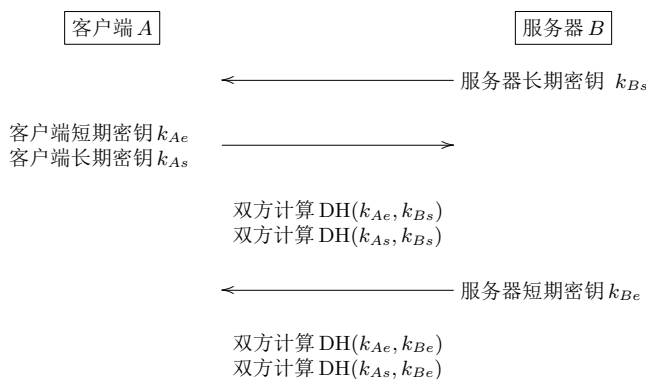 客户端 A 服务器 B
服务器长期密钥 k_{Bs}
客户端短期密钥 k_{Ae}
客户端长期密钥 k_{As}
双方计算 DH(k_{Ae}, k_{Bs})
双方计算 DH(k_{As}, k_{Bs})
服务器短期密钥 k_{Be}
双方计算 DH(k_{Ae}, k_{Be})
双方计算 DH(k_{As}, k_{Be})